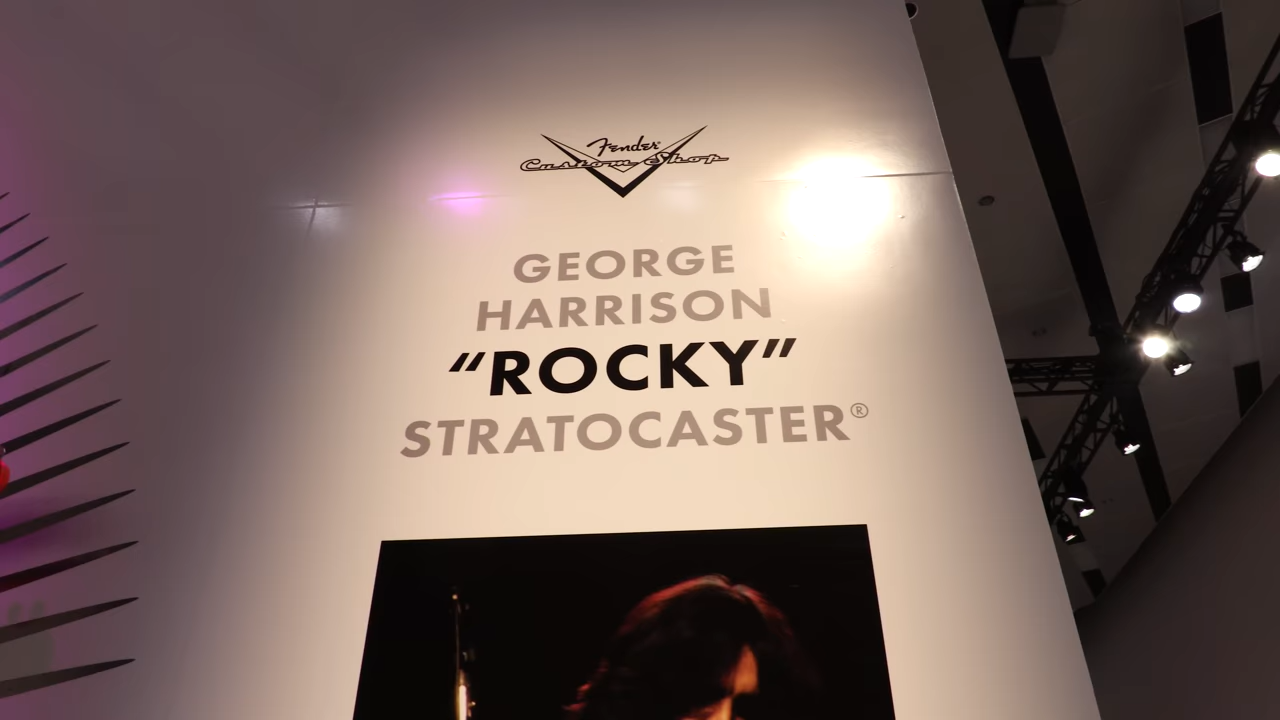 Fender
Custom Shop
GEORGE
HARRISON
“ROCKY”
STRATOCASTER®